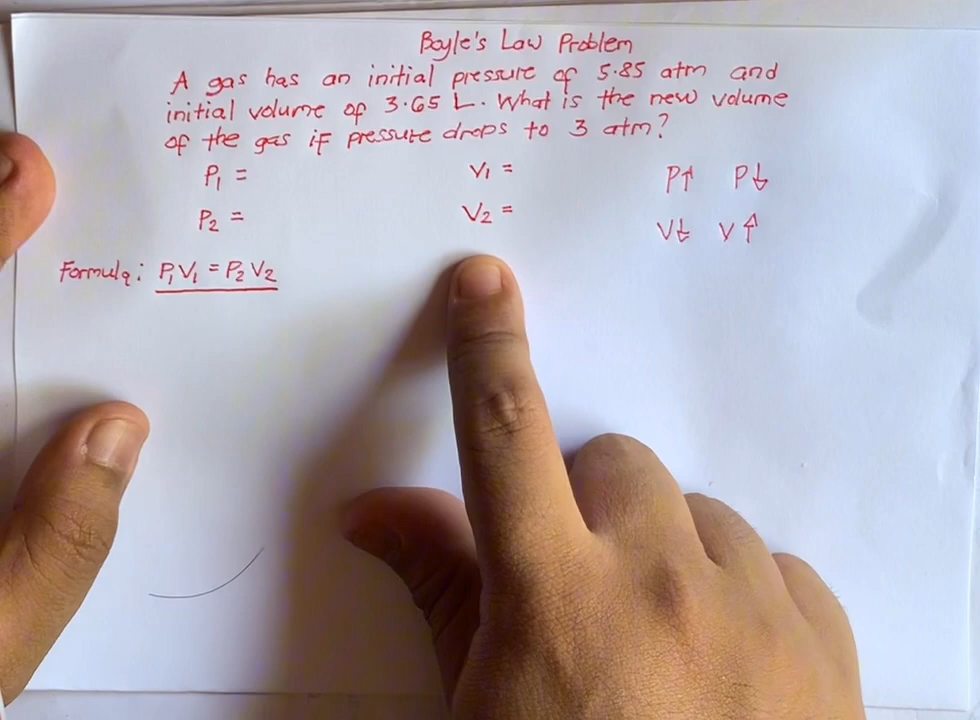 Boyle's Law Problem
A gas has an initial pressure of 5.85 atm and
initial volume of 3.65 L. What is the new volume
of the gas if pressure drops to 3 atm?
P₁ = V₁ = P↑ P↓
P₂ = V₂ = V↓ V↑
Formula: P₁V₁ = P₂V₂